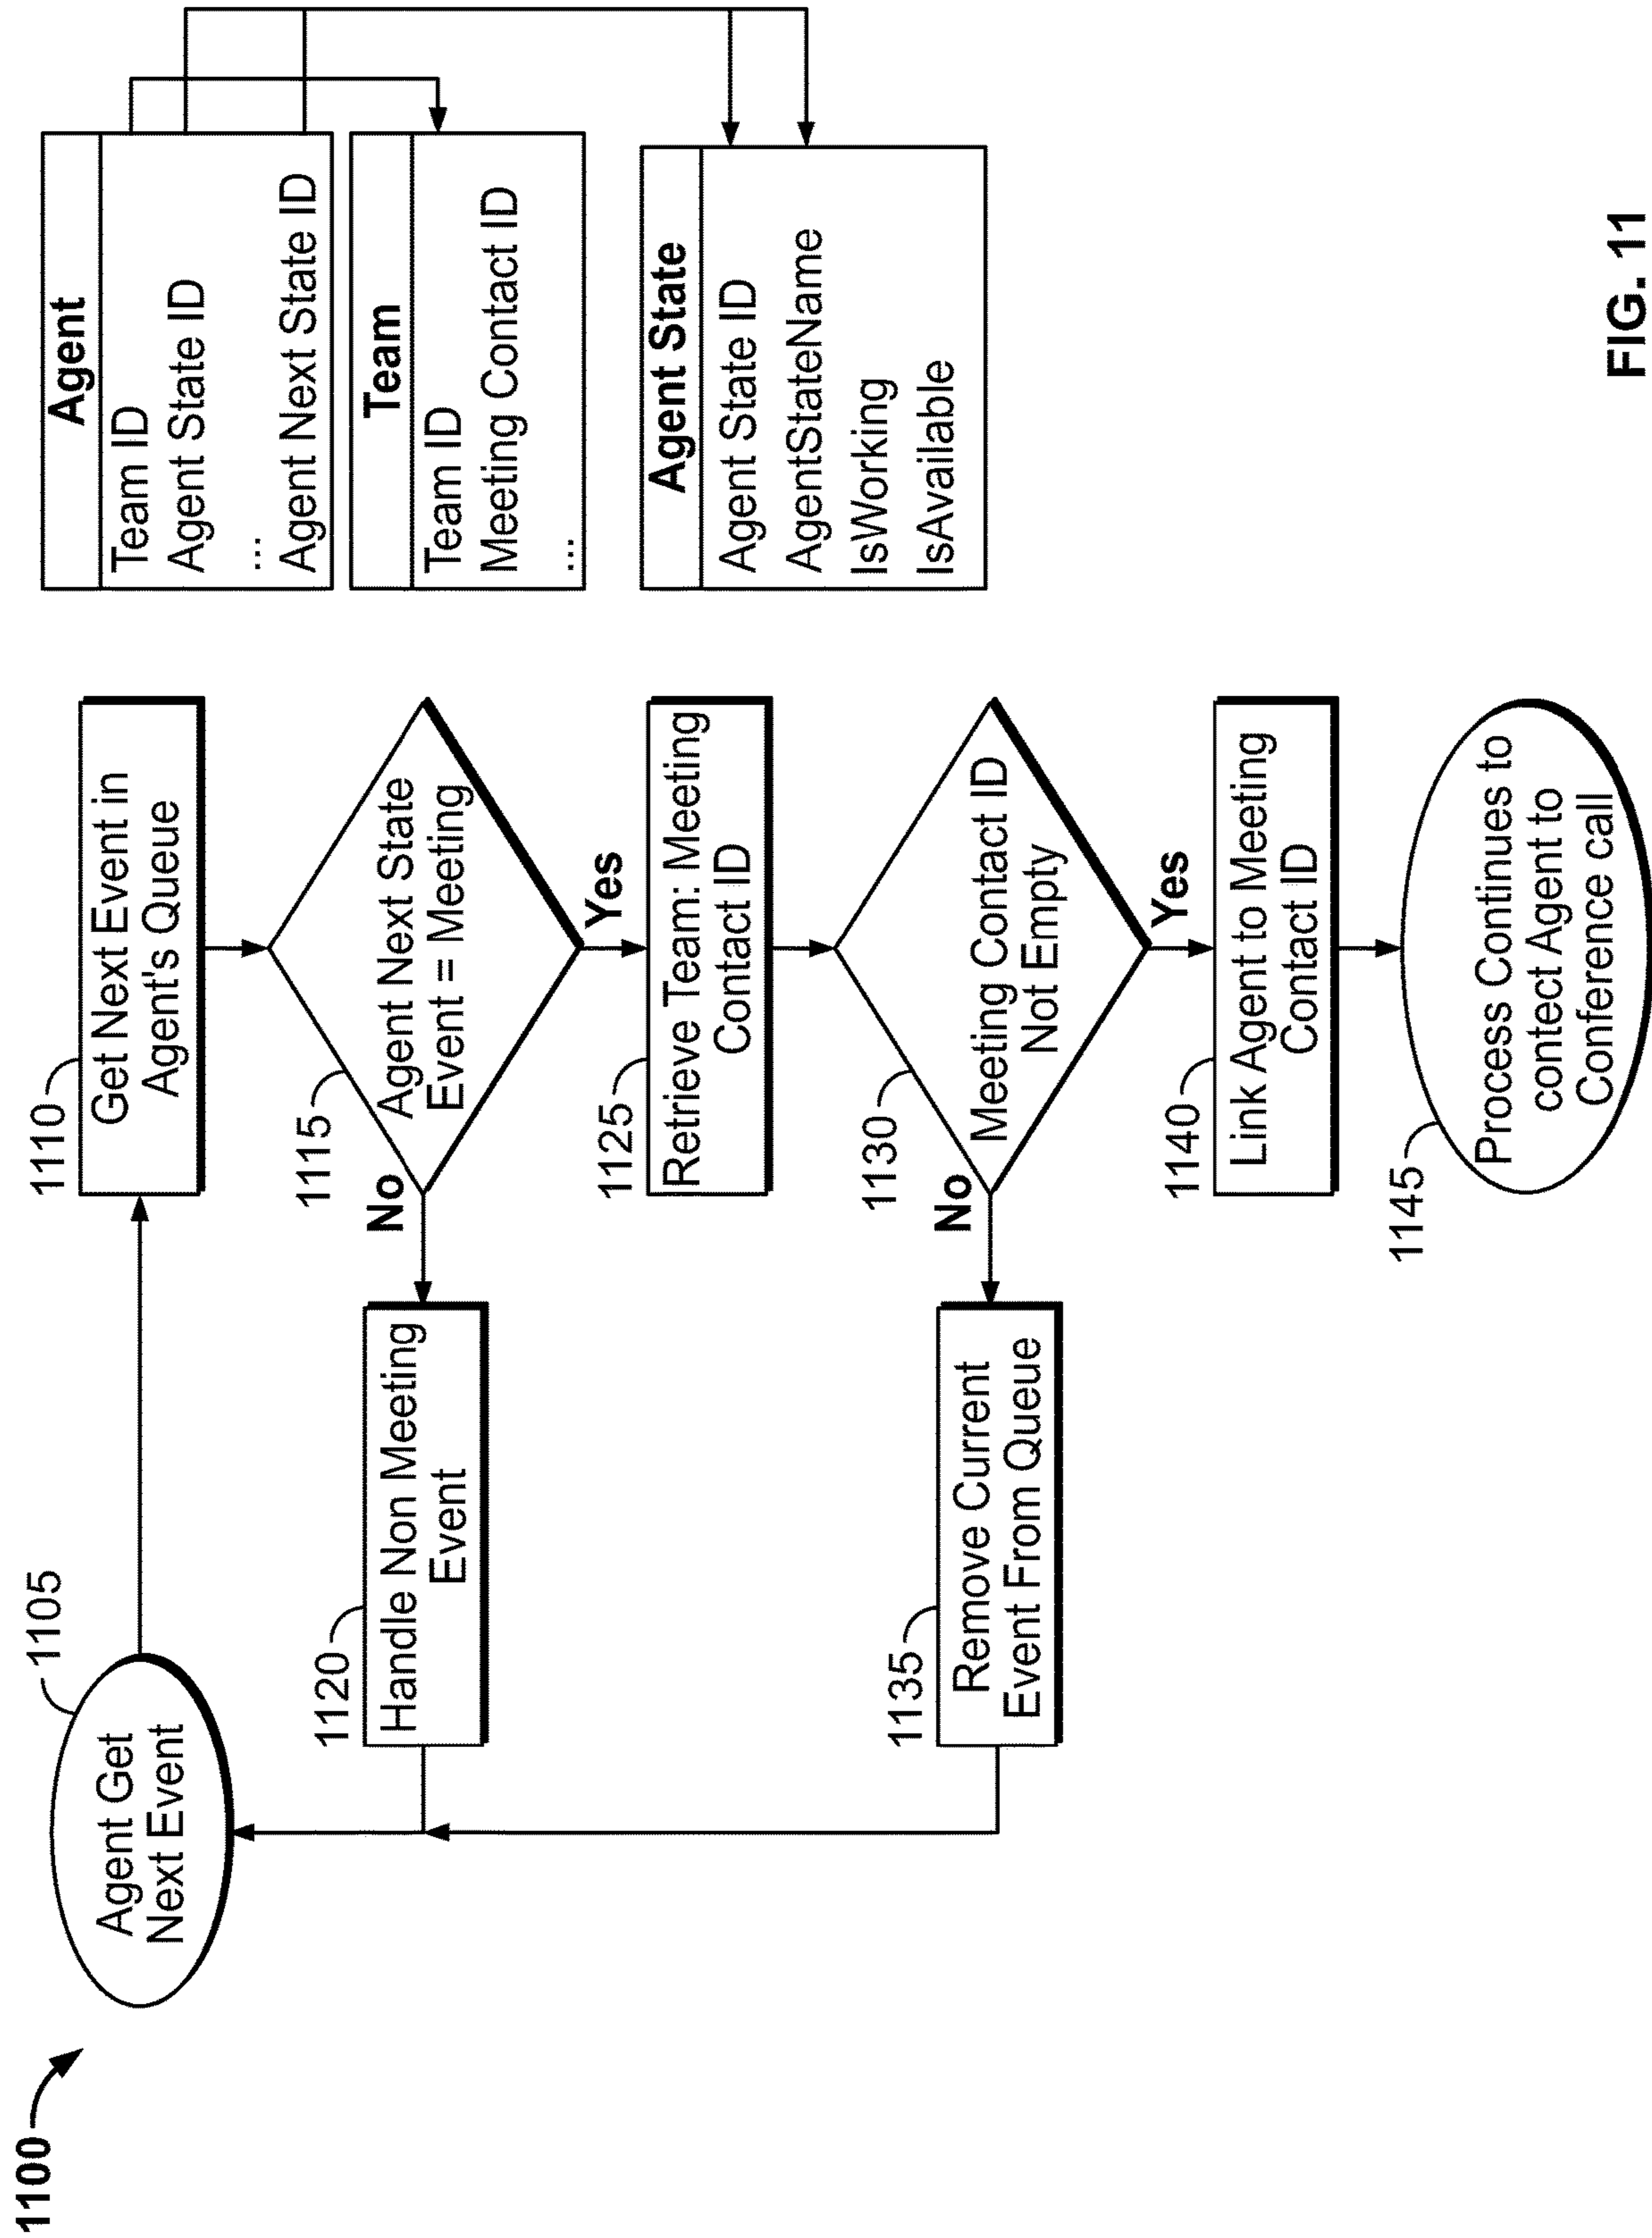 1100
1105
Agent Get
Next Event
1110
Get Next Event in
Agent's Queue
1115
Agent Next State
Event = Meeting
No
Yes
1120
Handle Non Meeting
Event
1125
Retrieve Team: Meeting
Contact ID
1130
Meeting Contact ID
Not Empty
No
Yes
1135
Remove Current
Event From Queue
1140
Link Agent to Meeting
Contact ID
1145
Process Continues to
contect Agent to
Conference call
Agent
Team ID
Agent State ID
...
Agent Next State ID
Team
Team ID
Meeting Contact ID
...
Agent State
Agent State ID
AgentStateName
IsWorking
IsAvailable
FIG. 11